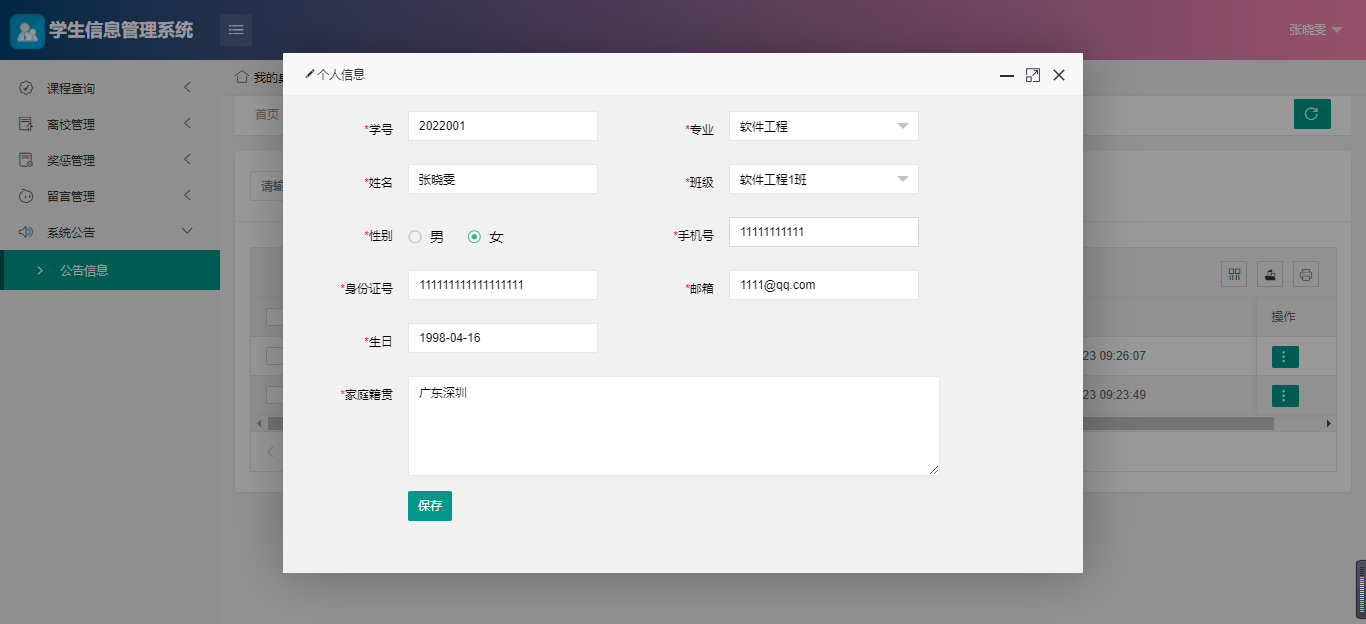 学生信息管理系统
张晓雯
课程查询
离校管理
奖惩管理
留言管理
系统公告
公告信息
我的
首页
请输
个人信息
*学号 2022001 *专业 软件工程
*姓名 张晓雯 *班级 软件工程1班
*性别 男 女 *手机号 11111111111
*身份证号 111111111111111111 *邮箱 1111@qq.com
*生日 1998-04-16
*家庭籍贯 广东深圳
保存
操作
23 09:26:07
23 09:23:49